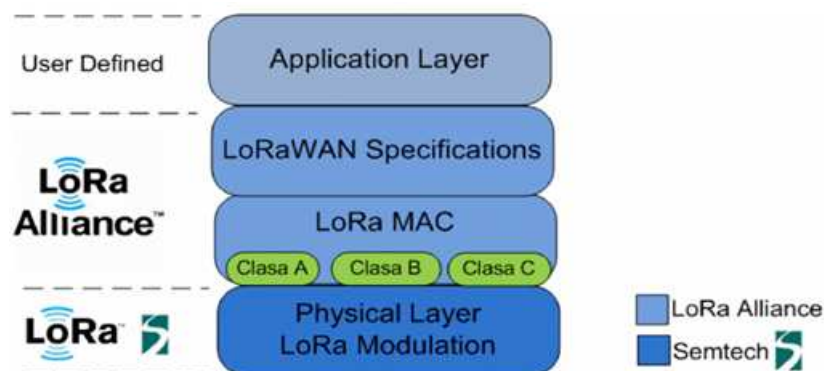 User Defined
Application Layer
LoRaWAN Specifications
LoRa
Alliance™
LoRa MAC
Clasa A
Clasa B
Clasa C
LoRa™
Physical Layer
LoRa Modulation
LoRa Alliance
Semtech